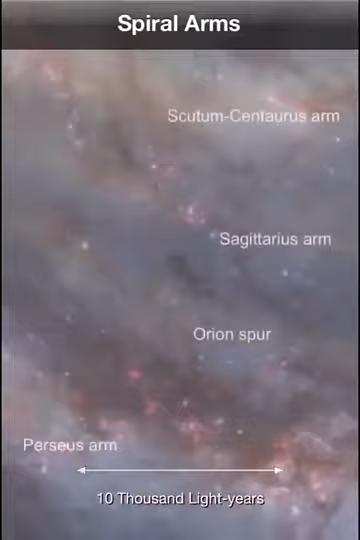 Spiral Arms
Scutum-Centaurus arm
Sagittarius arm
Orion spur
Perseus arm
10 Thousand Light-years